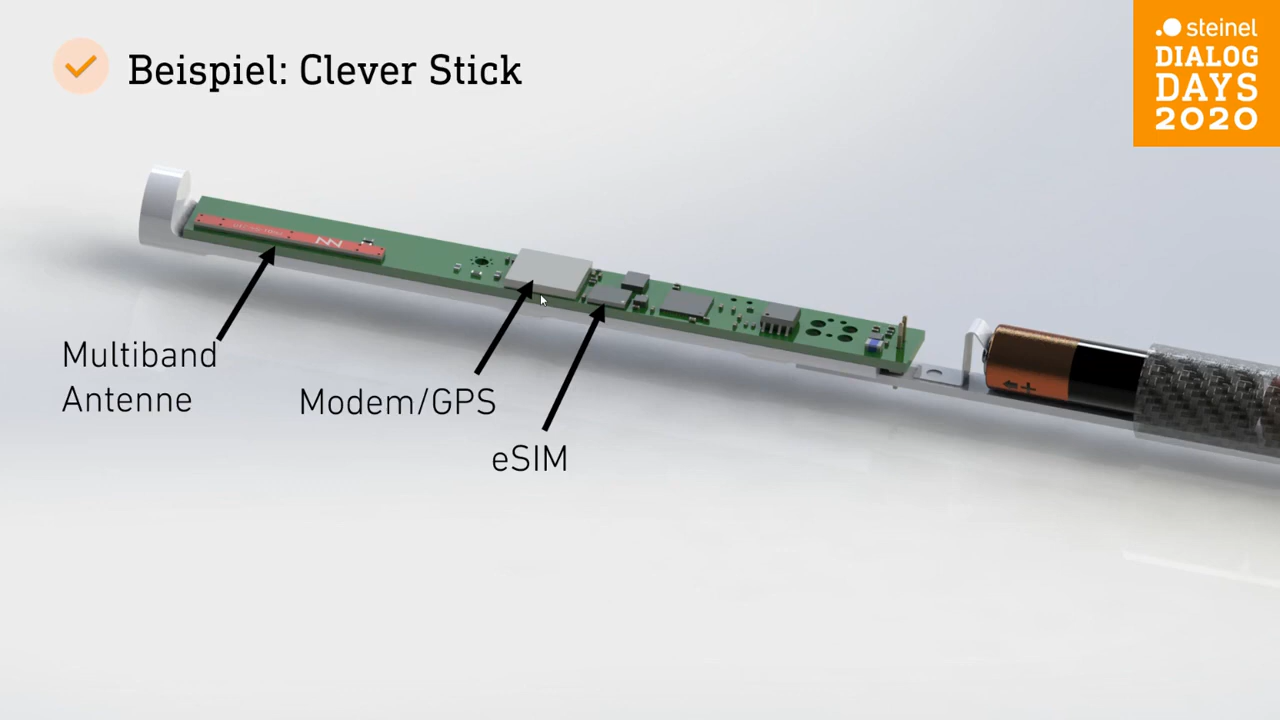 Beispiel: Clever Stick
steinel
DIALOG
DAYS
2020
Multiband
Antenne
Modem/GPS
eSIM